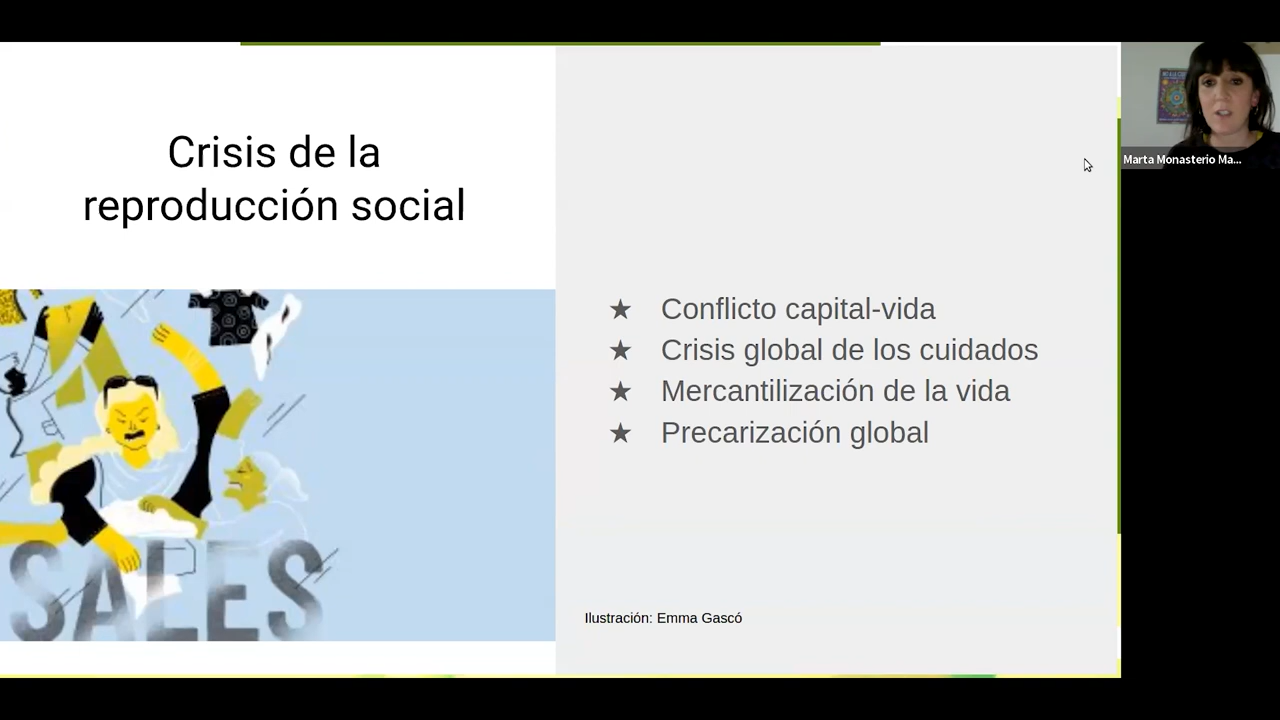 Crisis de la
reproducción social
★ Conflicto capital-vida
★ Crisis global de los cuidados
★ Mercantilización de la vida
★ Precarización global
SALES
Ilustración: Emma Gascó
Marta Monasterio Ma...